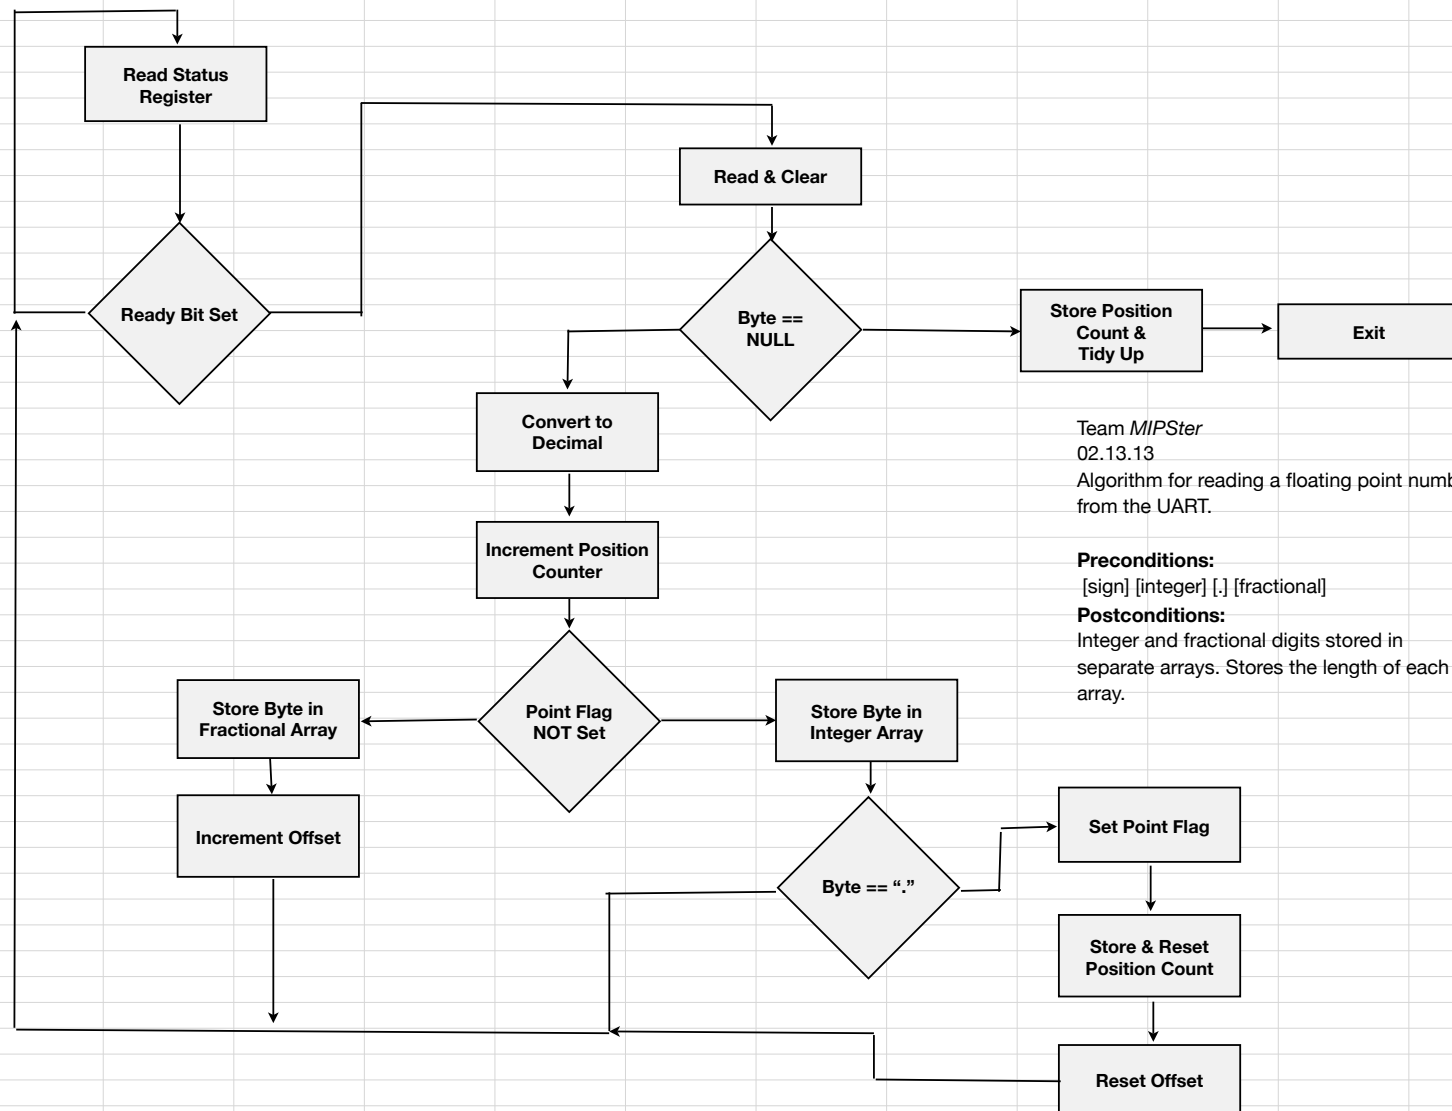 Read Status
Register
Read & Clear
Ready Bit Set
Byte ==
NULL
Store Position
Count &
Tidy Up
Exit
Convert to
Decimal
Team MIPSter
02.13.13
Algorithm for reading a floating point numb
from the UART.
Increment Position
Counter
Preconditions:
[sign] [integer] [.] [fractional]
Postconditions:
Integer and fractional digits stored in
separate arrays. Stores the length of each
array.
Store Byte in
Fractional Array
Point Flag
NOT Set
Store Byte in
Integer Array
Increment Offset
Set Point Flag
Byte == “.”
Store & Reset
Position Count
Reset Offset